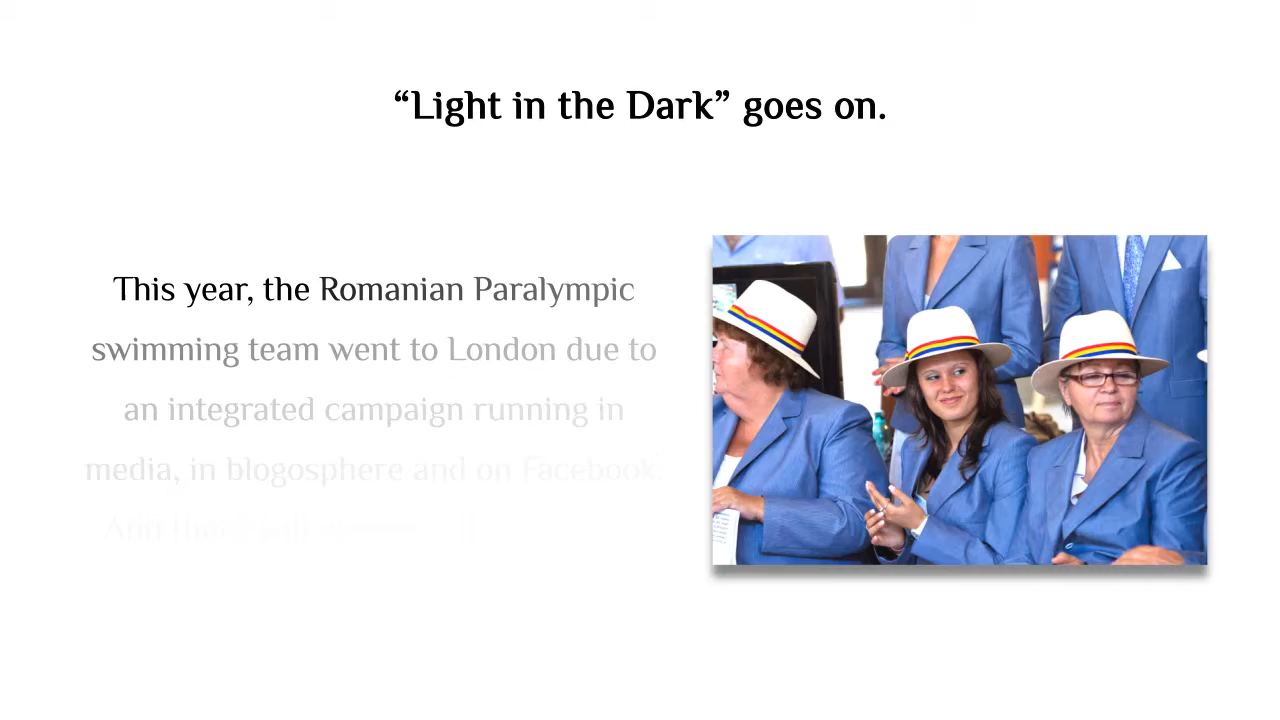 “Light in the Dark” goes on.
This year, the Romanian Paralympic
swimming team went to London due to
an integrated campaign running in
media, in blogosphere and on Facebook.
And